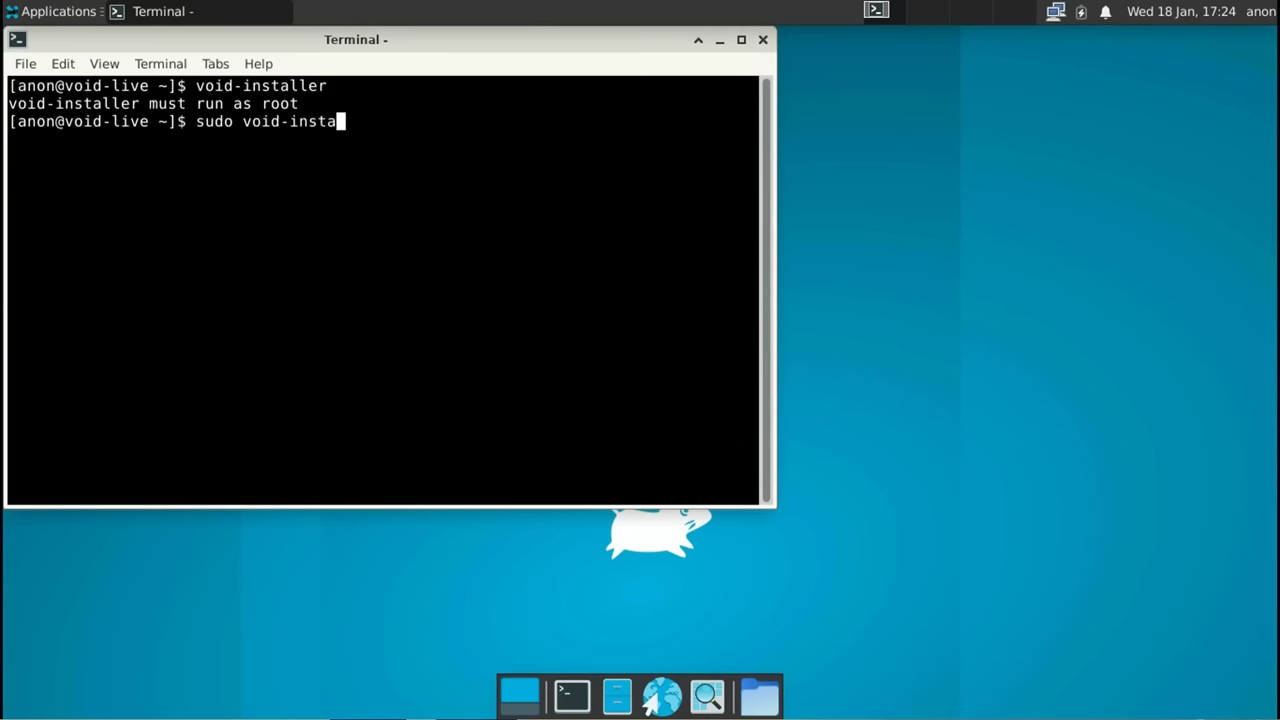 Applications Terminal - Wed 18 Jan, 17:24 anon
Terminal -
File Edit View Terminal Tabs Help
[anon@void-live ~]$ void-installer
void-installer must run as root
[anon@void-live ~]$ sudo void-insta